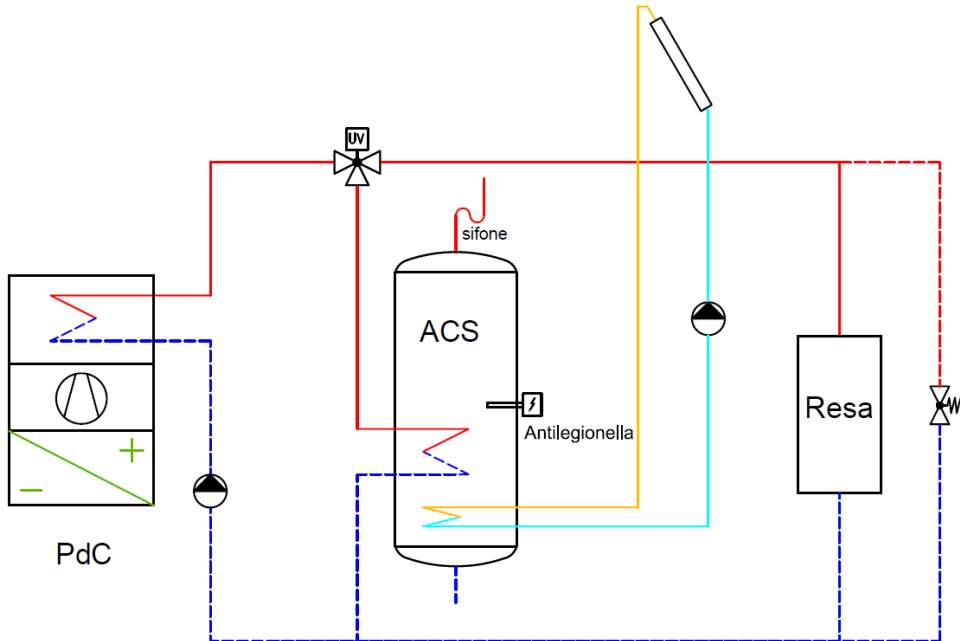 UV
sifone
ACS
Resa
Antilegionella
+
−
PdC